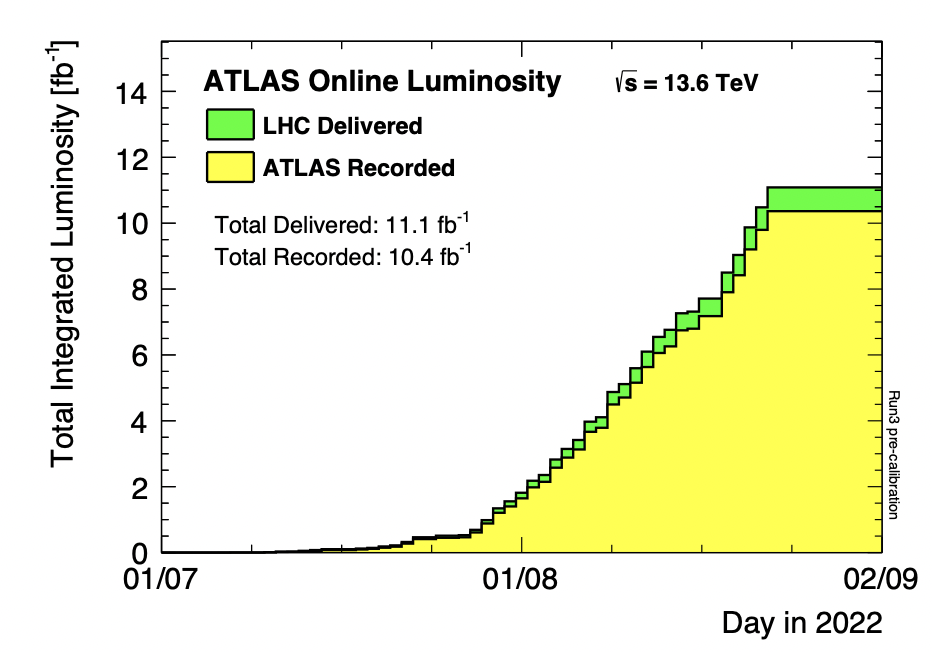 Total Integrated Luminosity [fb⁻¹]
ATLAS Online Luminosity √s = 13.6 TeV
LHC Delivered
ATLAS Recorded
Total Delivered: 11.1 fb⁻¹
Total Recorded: 10.4 fb⁻¹
14
12
10
8
6
4
2
0
Run3 pre-calibration
01/07 01/08 02/09
Day in 2022